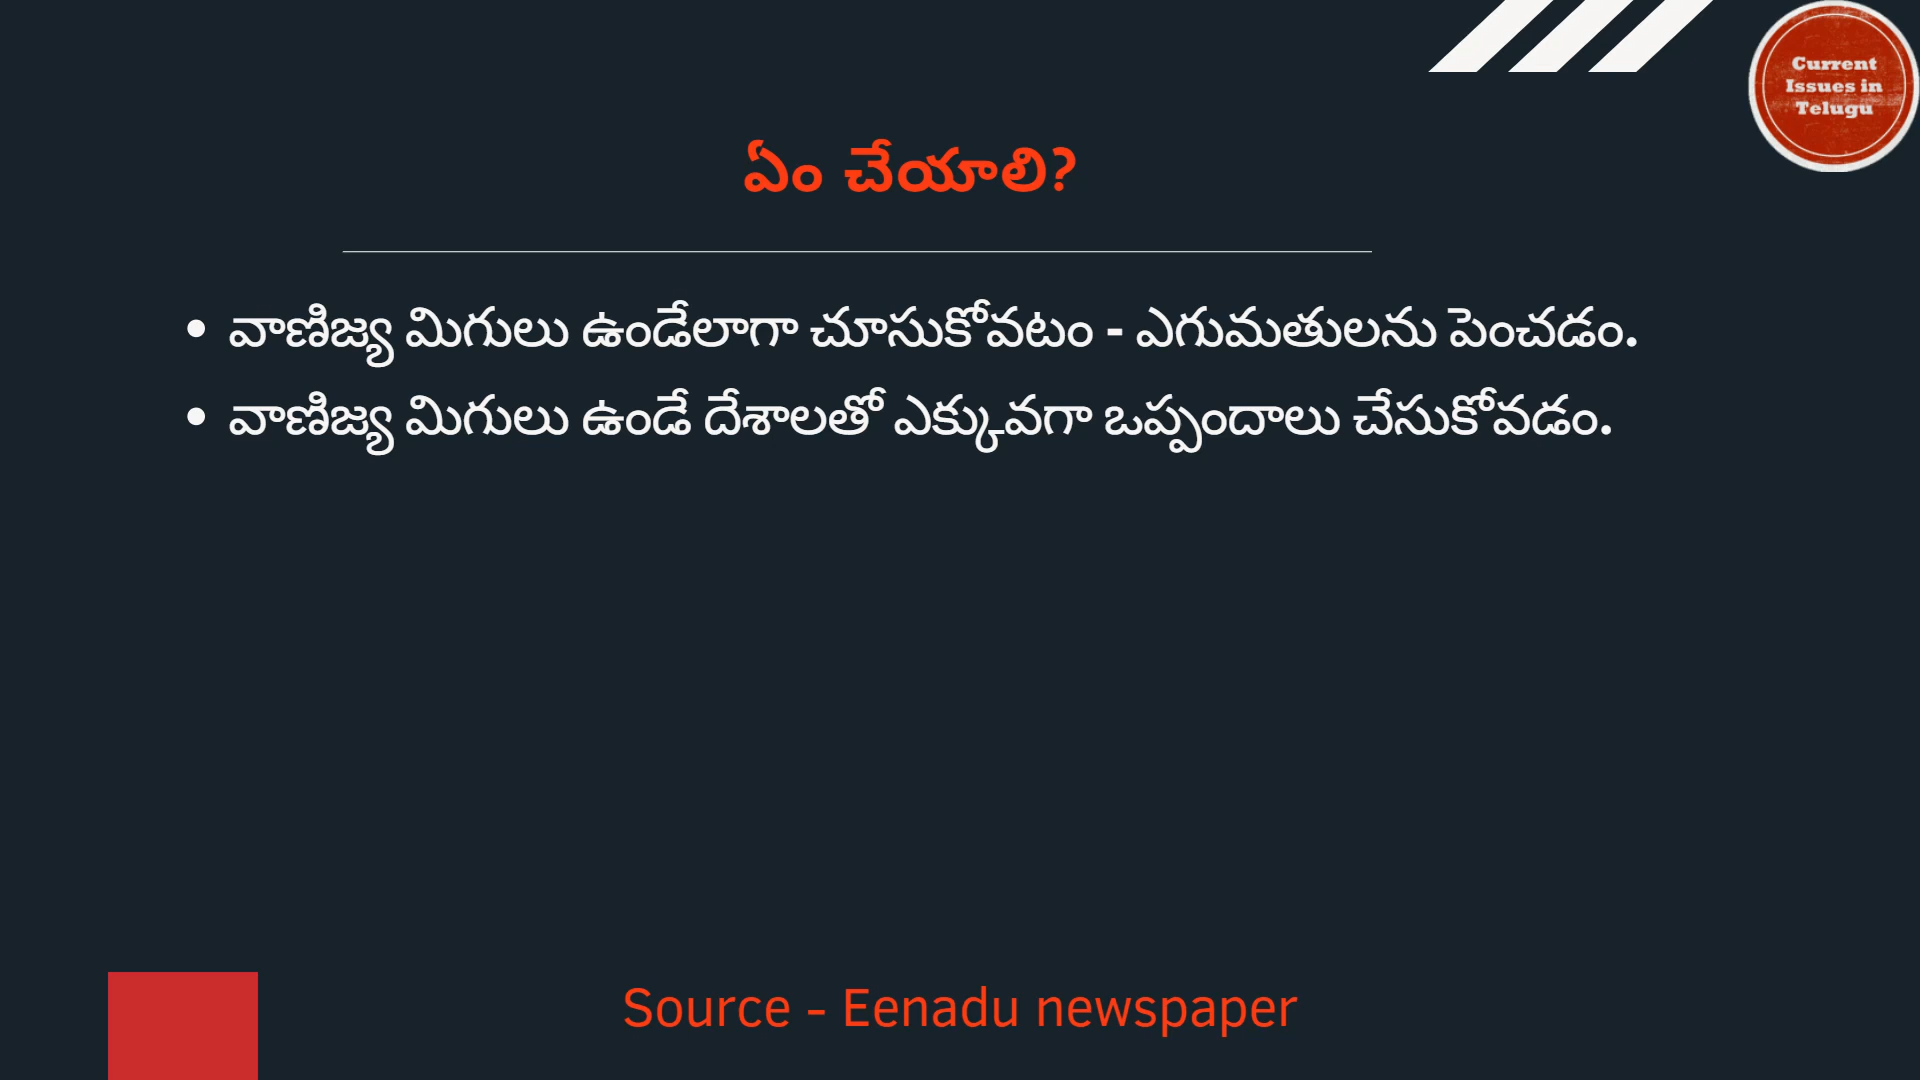 Current
Issues in
Telugu
ఏం చేయాలి?
• వాణిజ్య మిగులు ఉండేలాగా చూసుకోవటం - ఎగుమతులను పెంచడం.
• వాణిజ్య మిగులు ఉండే దేశాలతో ఎక్కువగా ఒప్పందాలు చేసుకోవడం.
Source - Eenadu newspaper